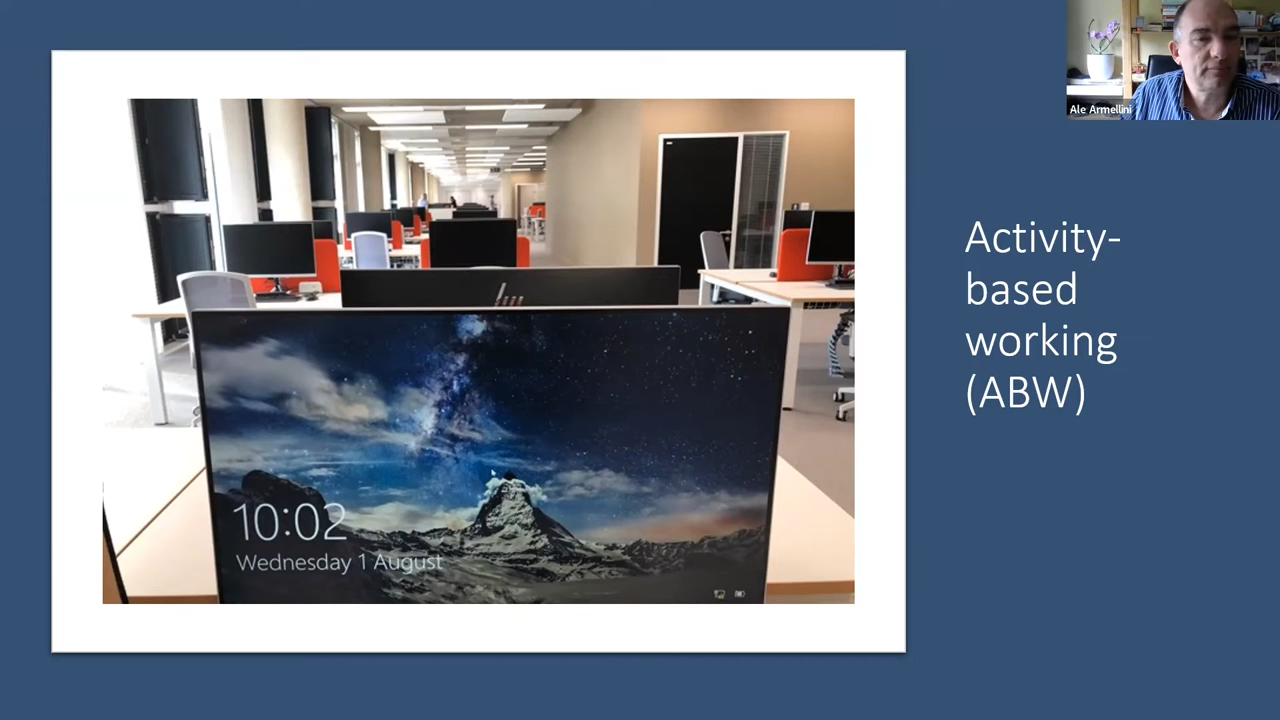 Ale Armellini
Activity-
based
working
(ABW)
10:02
Wednesday 1 August